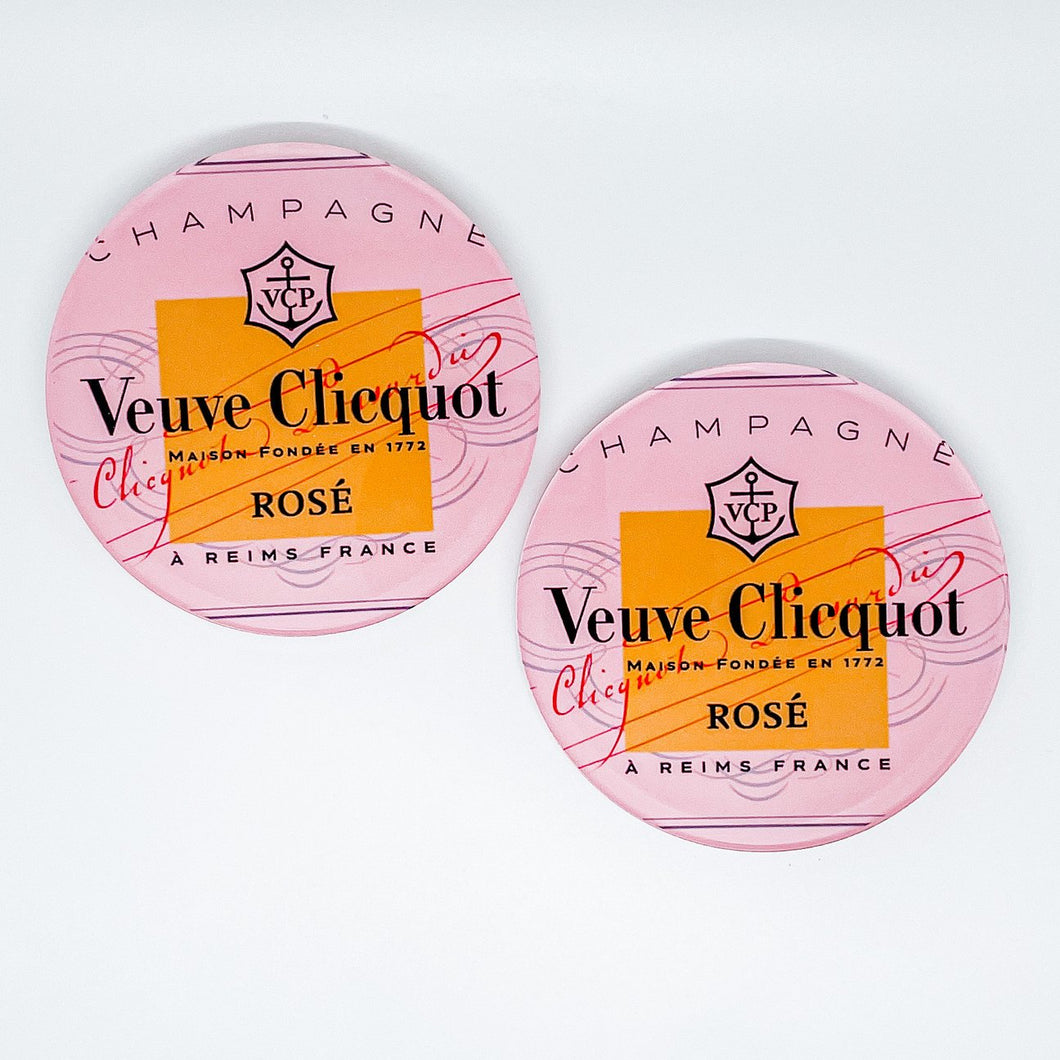 CHAMPAGNE
VCP
Veuve Clicquot
MAISON FONDÉE EN 1772
ROSÉ
À REIMS FRANCE
CHAMPAGNE
VCP
Veuve Clicquot
MAISON FONDÉE EN 1772
ROSÉ
À REIMS FRANCE